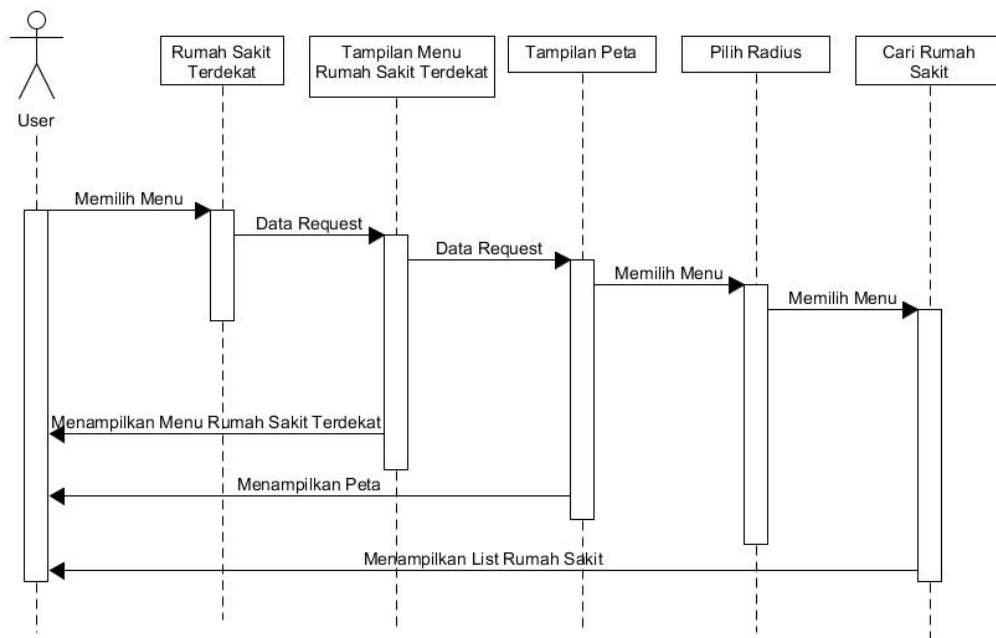 User
Rumah Sakit
Terdekat
Tampilan Menu
Rumah Sakit Terdekat
Tampilan Peta
Pilih Radius
Cari Rumah
Sakit
Memilih Menu
Data Request
Data Request
Memilih Menu
Memilih Menu
Menampilkan Menu Rumah Sakit Terdekat
Menampilkan Peta
Menampilkan List Rumah Sakit